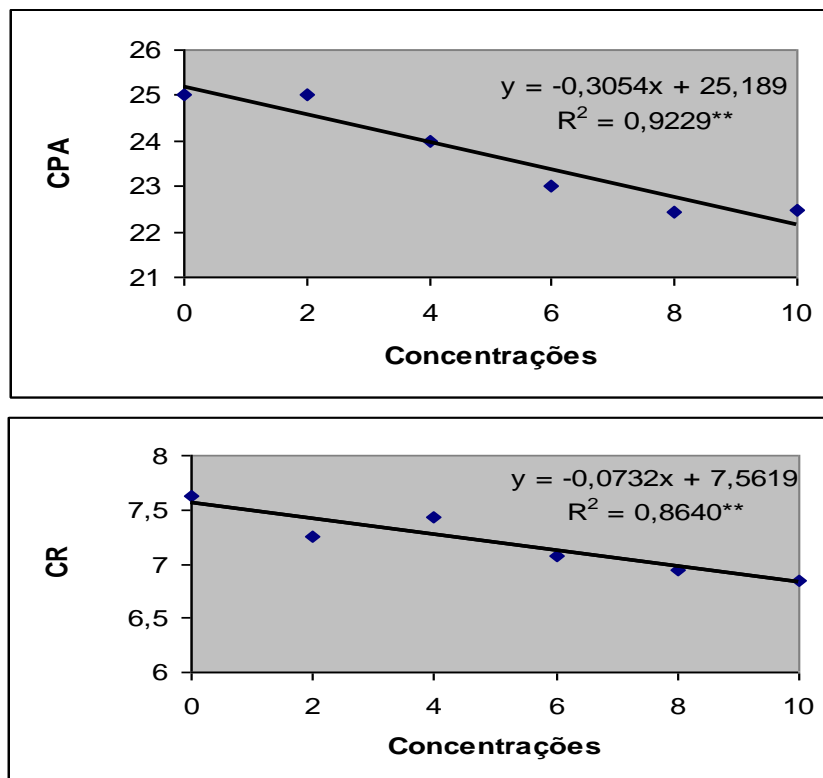 26
25
24
23
22
21
CPA
y = -0,3054x + 25,189
R² = 0,9229**
0 2 4 6 8 10
Concentrações
8
7,5
7
6,5
6
CR
y = -0,0732x + 7,5619
R² = 0,8640**
0 2 4 6 8 10
Concentrações